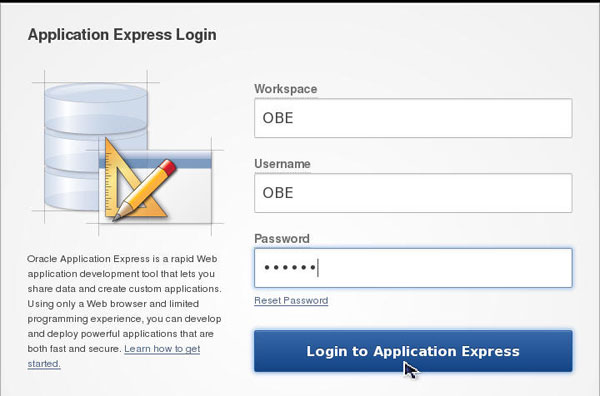 Application Express Login
Workspace
OBE
Username
OBE
Password
••••••
Reset Password
Login to Application Express
Oracle Application Express is a rapid Web
application development tool that lets you
share data and create custom applications.
Using only a Web browser and limited
programming experience, you can develop
and deploy powerful applications that are
both fast and secure. Learn how to get
started.